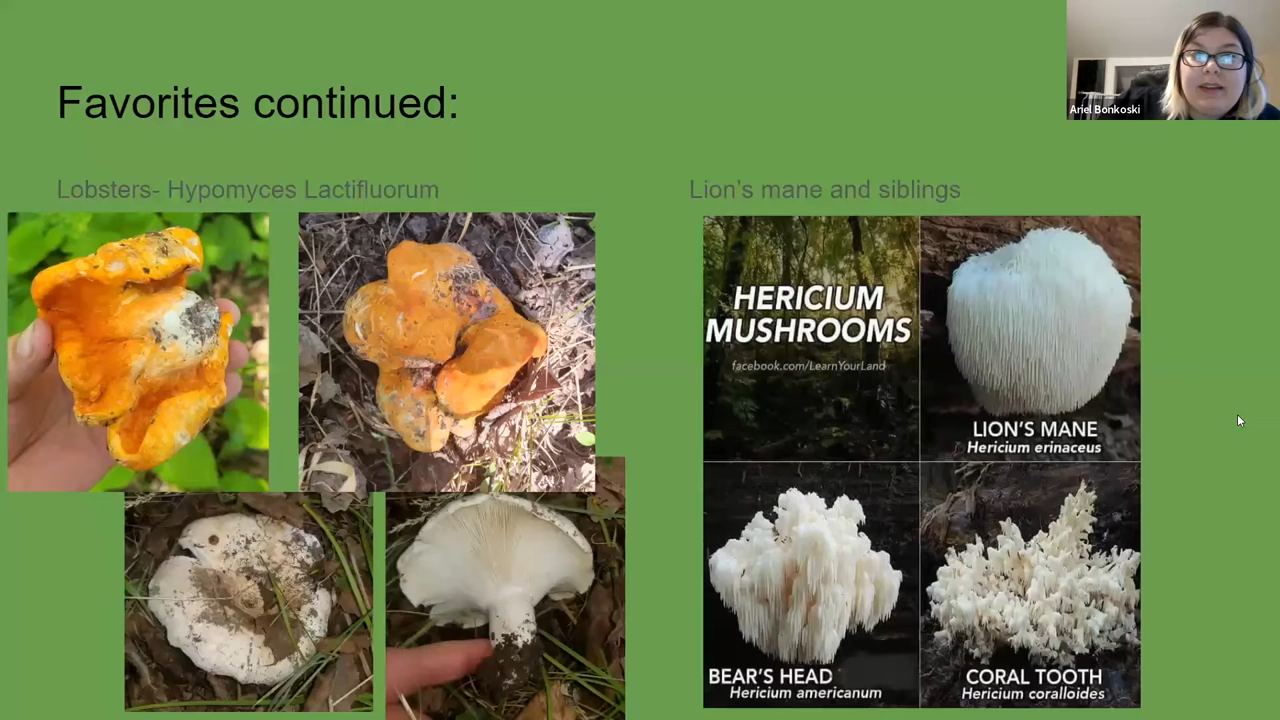 Favorites continued:
Ariel Bonkoski
Lobsters- Hypomyces Lactifluorum
Lion's mane and siblings
HERICIUM
MUSHROOMS
facebook.com/LearnYourLand
LION'S MANE
Hericium erinaceus
BEAR'S HEAD
Hericium americanum
CORAL TOOTH
Hericium coralloides